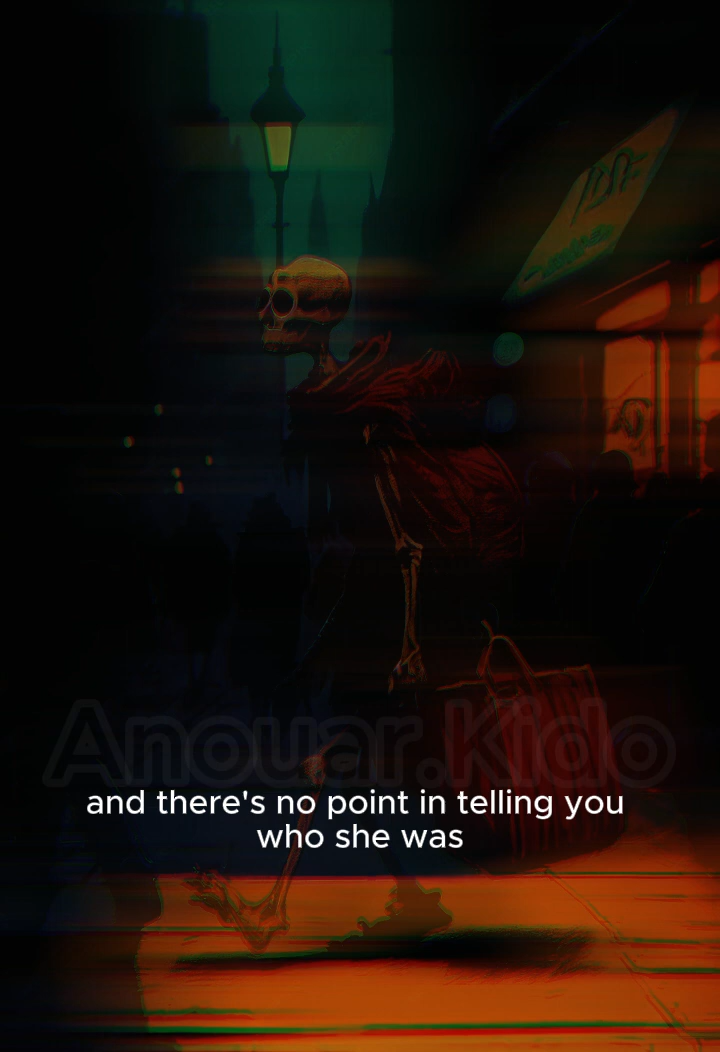 Anouar.Kido
and there's no point in telling you
who she was